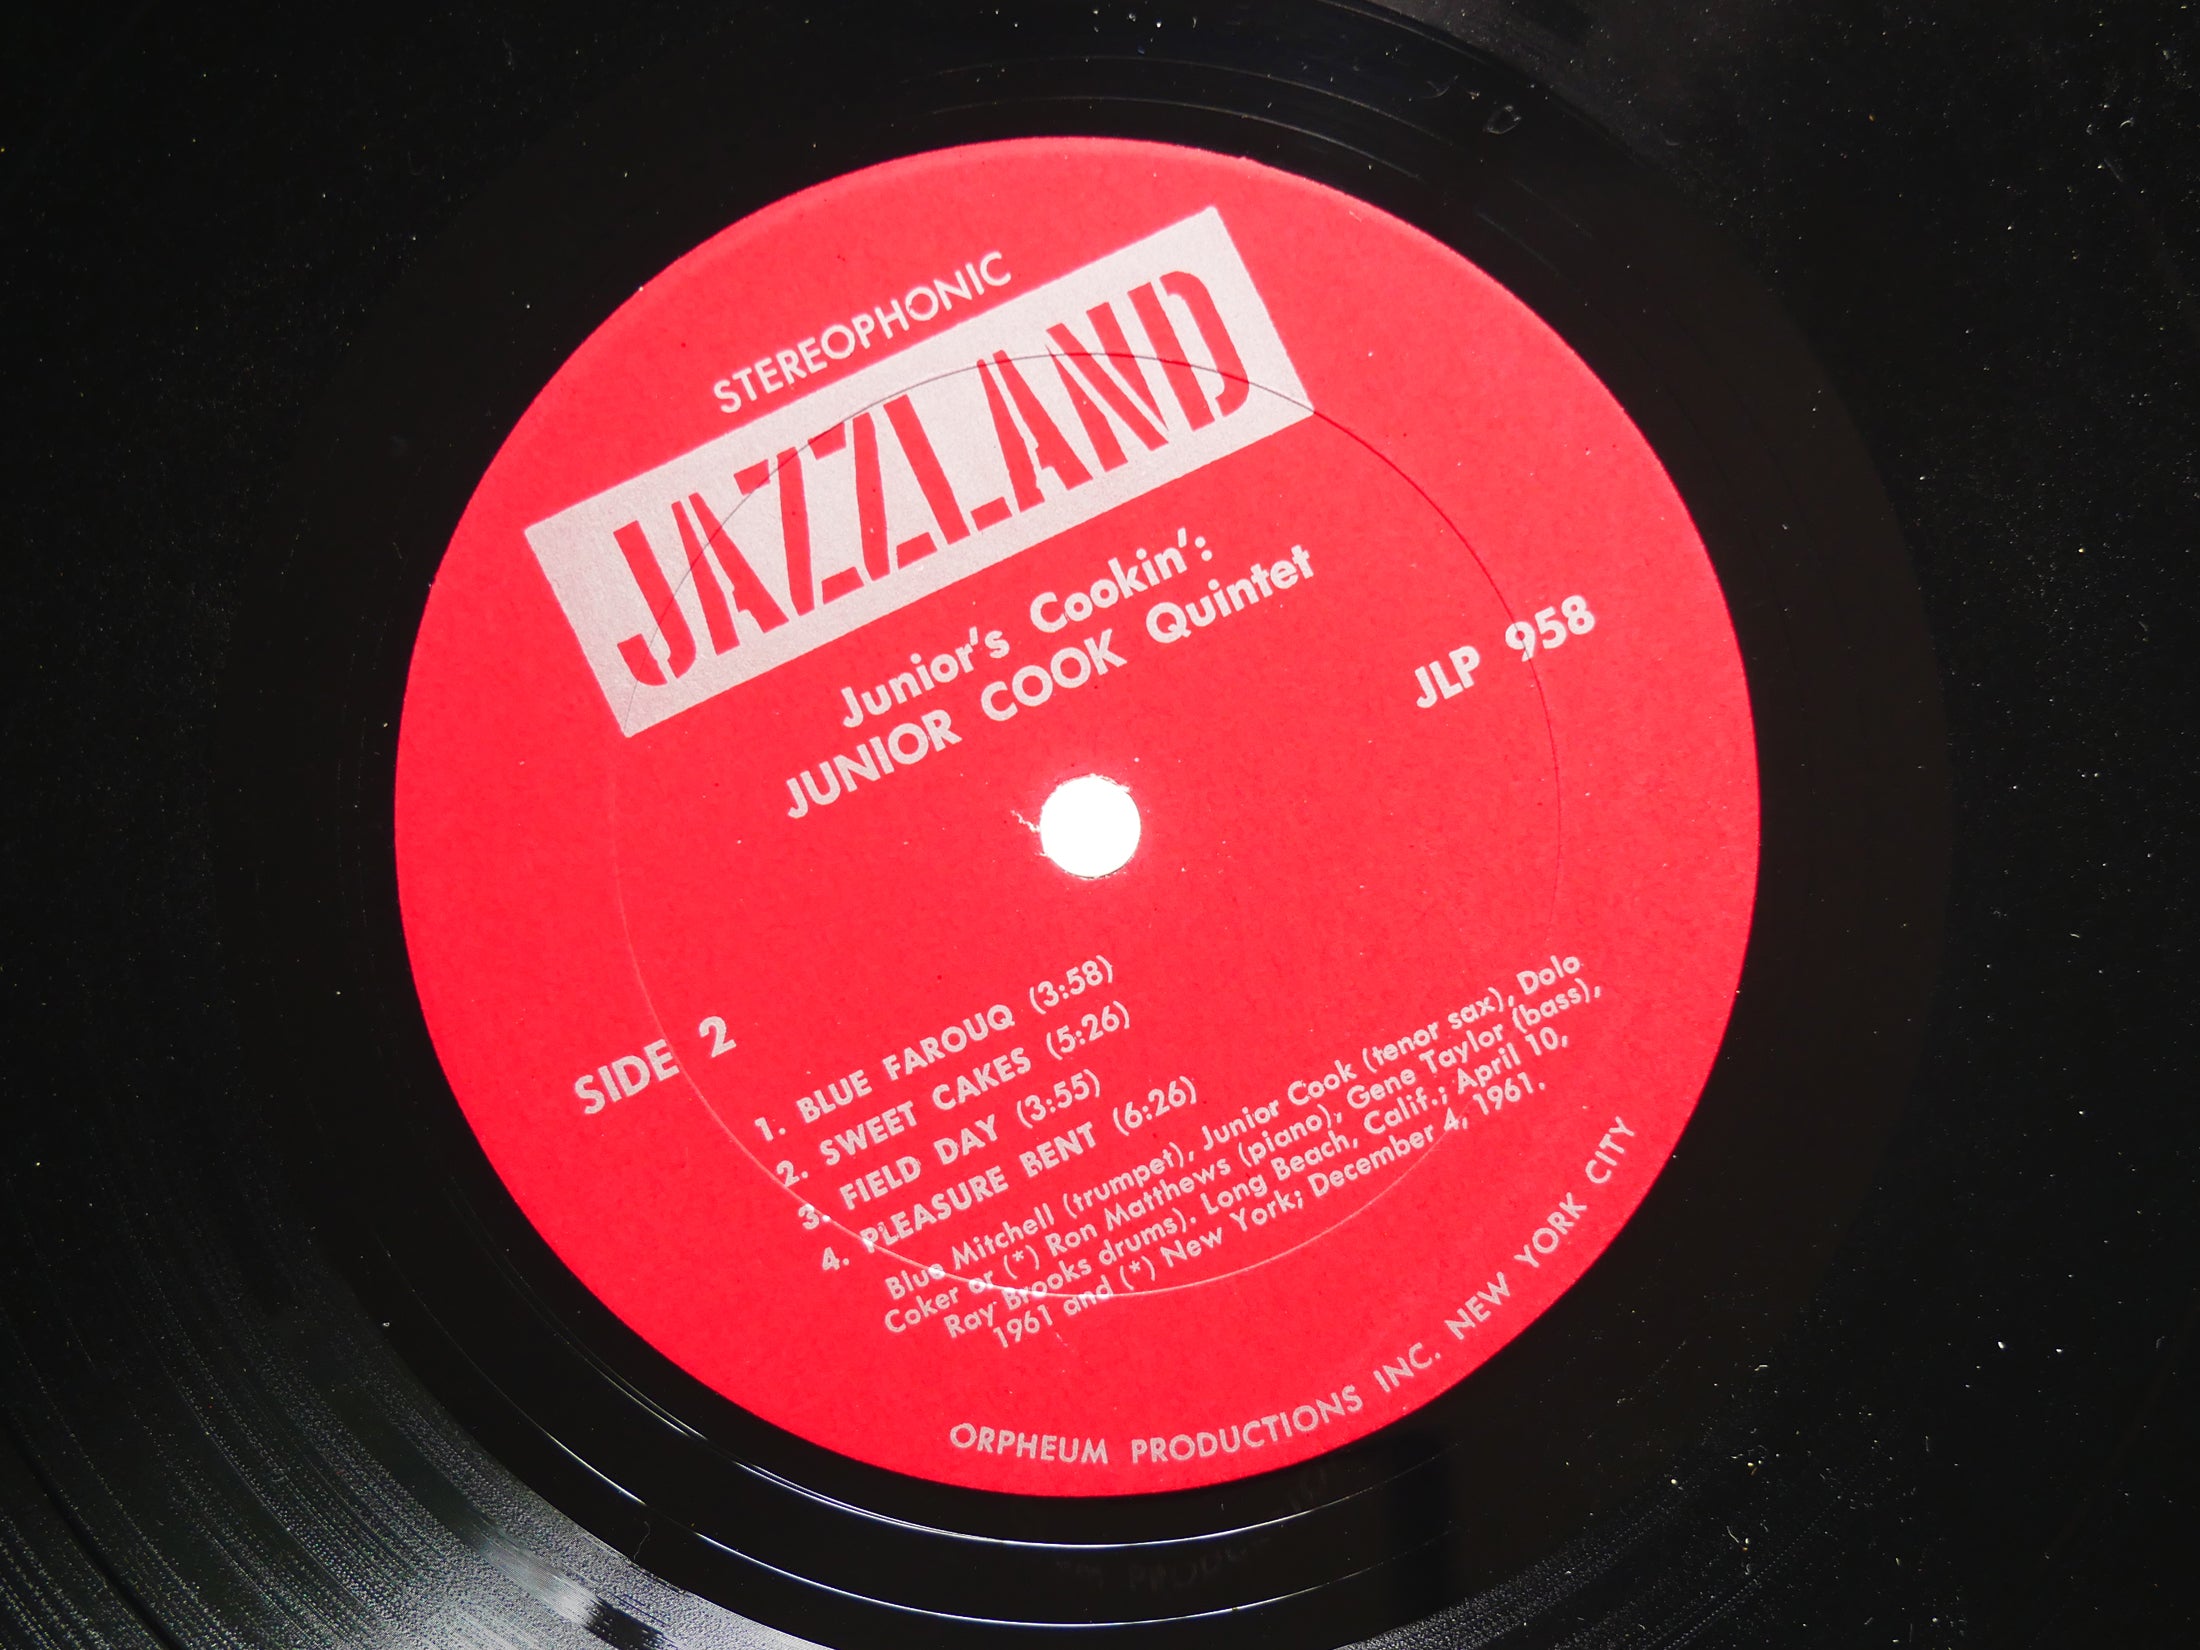 STEREOPHONIC
JAZZLAND
Junior's Cookin':
JUNIOR COOK Quintet
JLP 958
SIDE 2
1. BLUE FAROUQ (3:58)
2. SWEET CAKES (5:26)
3. FIELD DAY (3:55)
4. PLEASURE BENT (6:26)
Blue Mitchell (trumpet), Junior Cook (tenor sax), Dolo
Coker or (*) Ron Matthews (piano), Gene Taylor (bass),
Ray Brooks drums). Long Beach, Calif.; April 10,
1961 and (*) New York; December 4, 1961.
ORPHEUM PRODUCTIONS INC. NEW YORK CITY